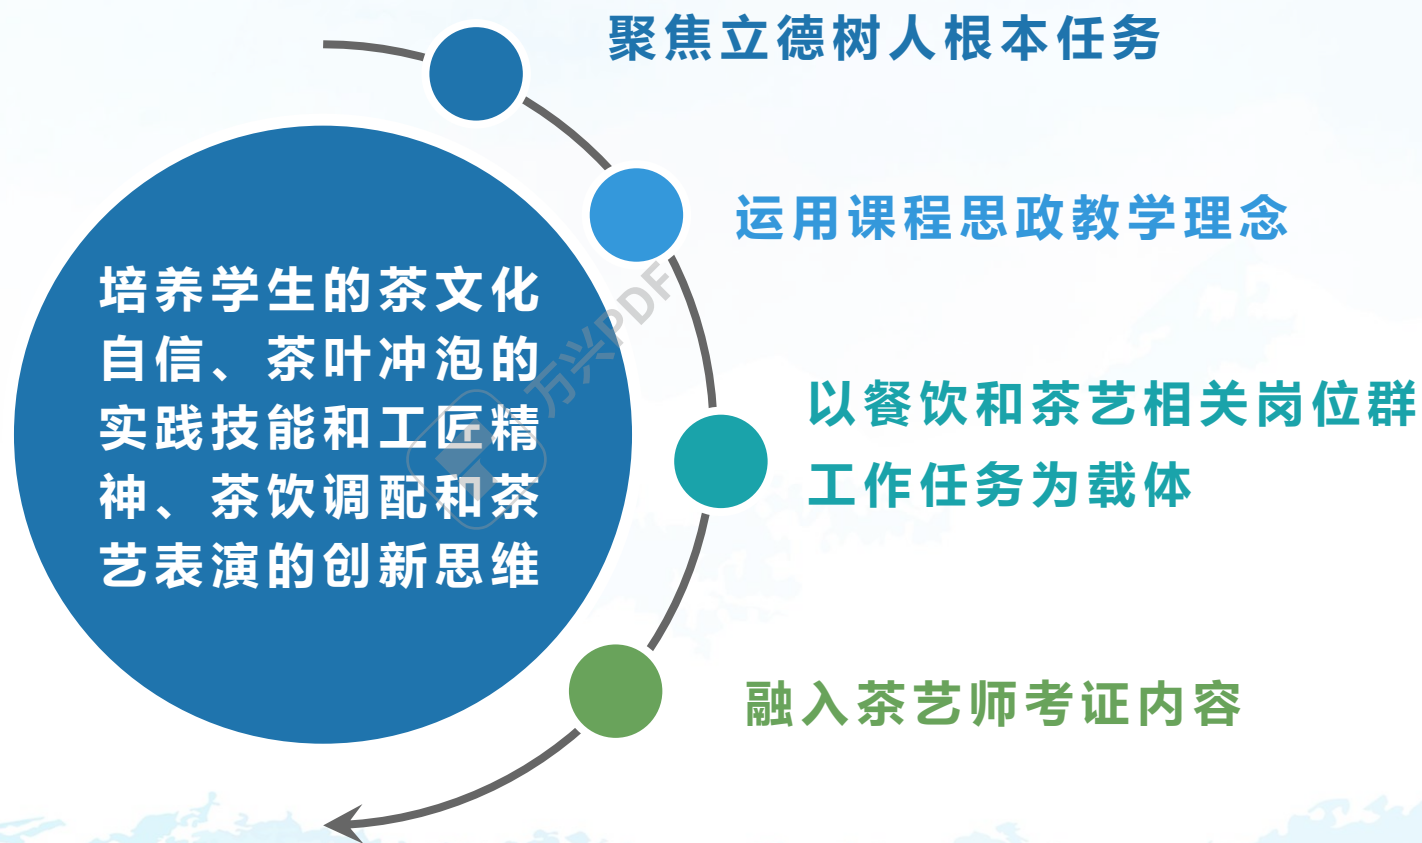 聚焦立德树人根本任务
运用课程思政教学理念
培养学生的茶文化
自信、茶叶冲泡的
实践技能和工匠精
神、茶饮调配和茶
艺表演的创新思维
以餐饮和茶艺相关岗位群
工作任务为载体
融入茶艺师考证内容
万兴PDF